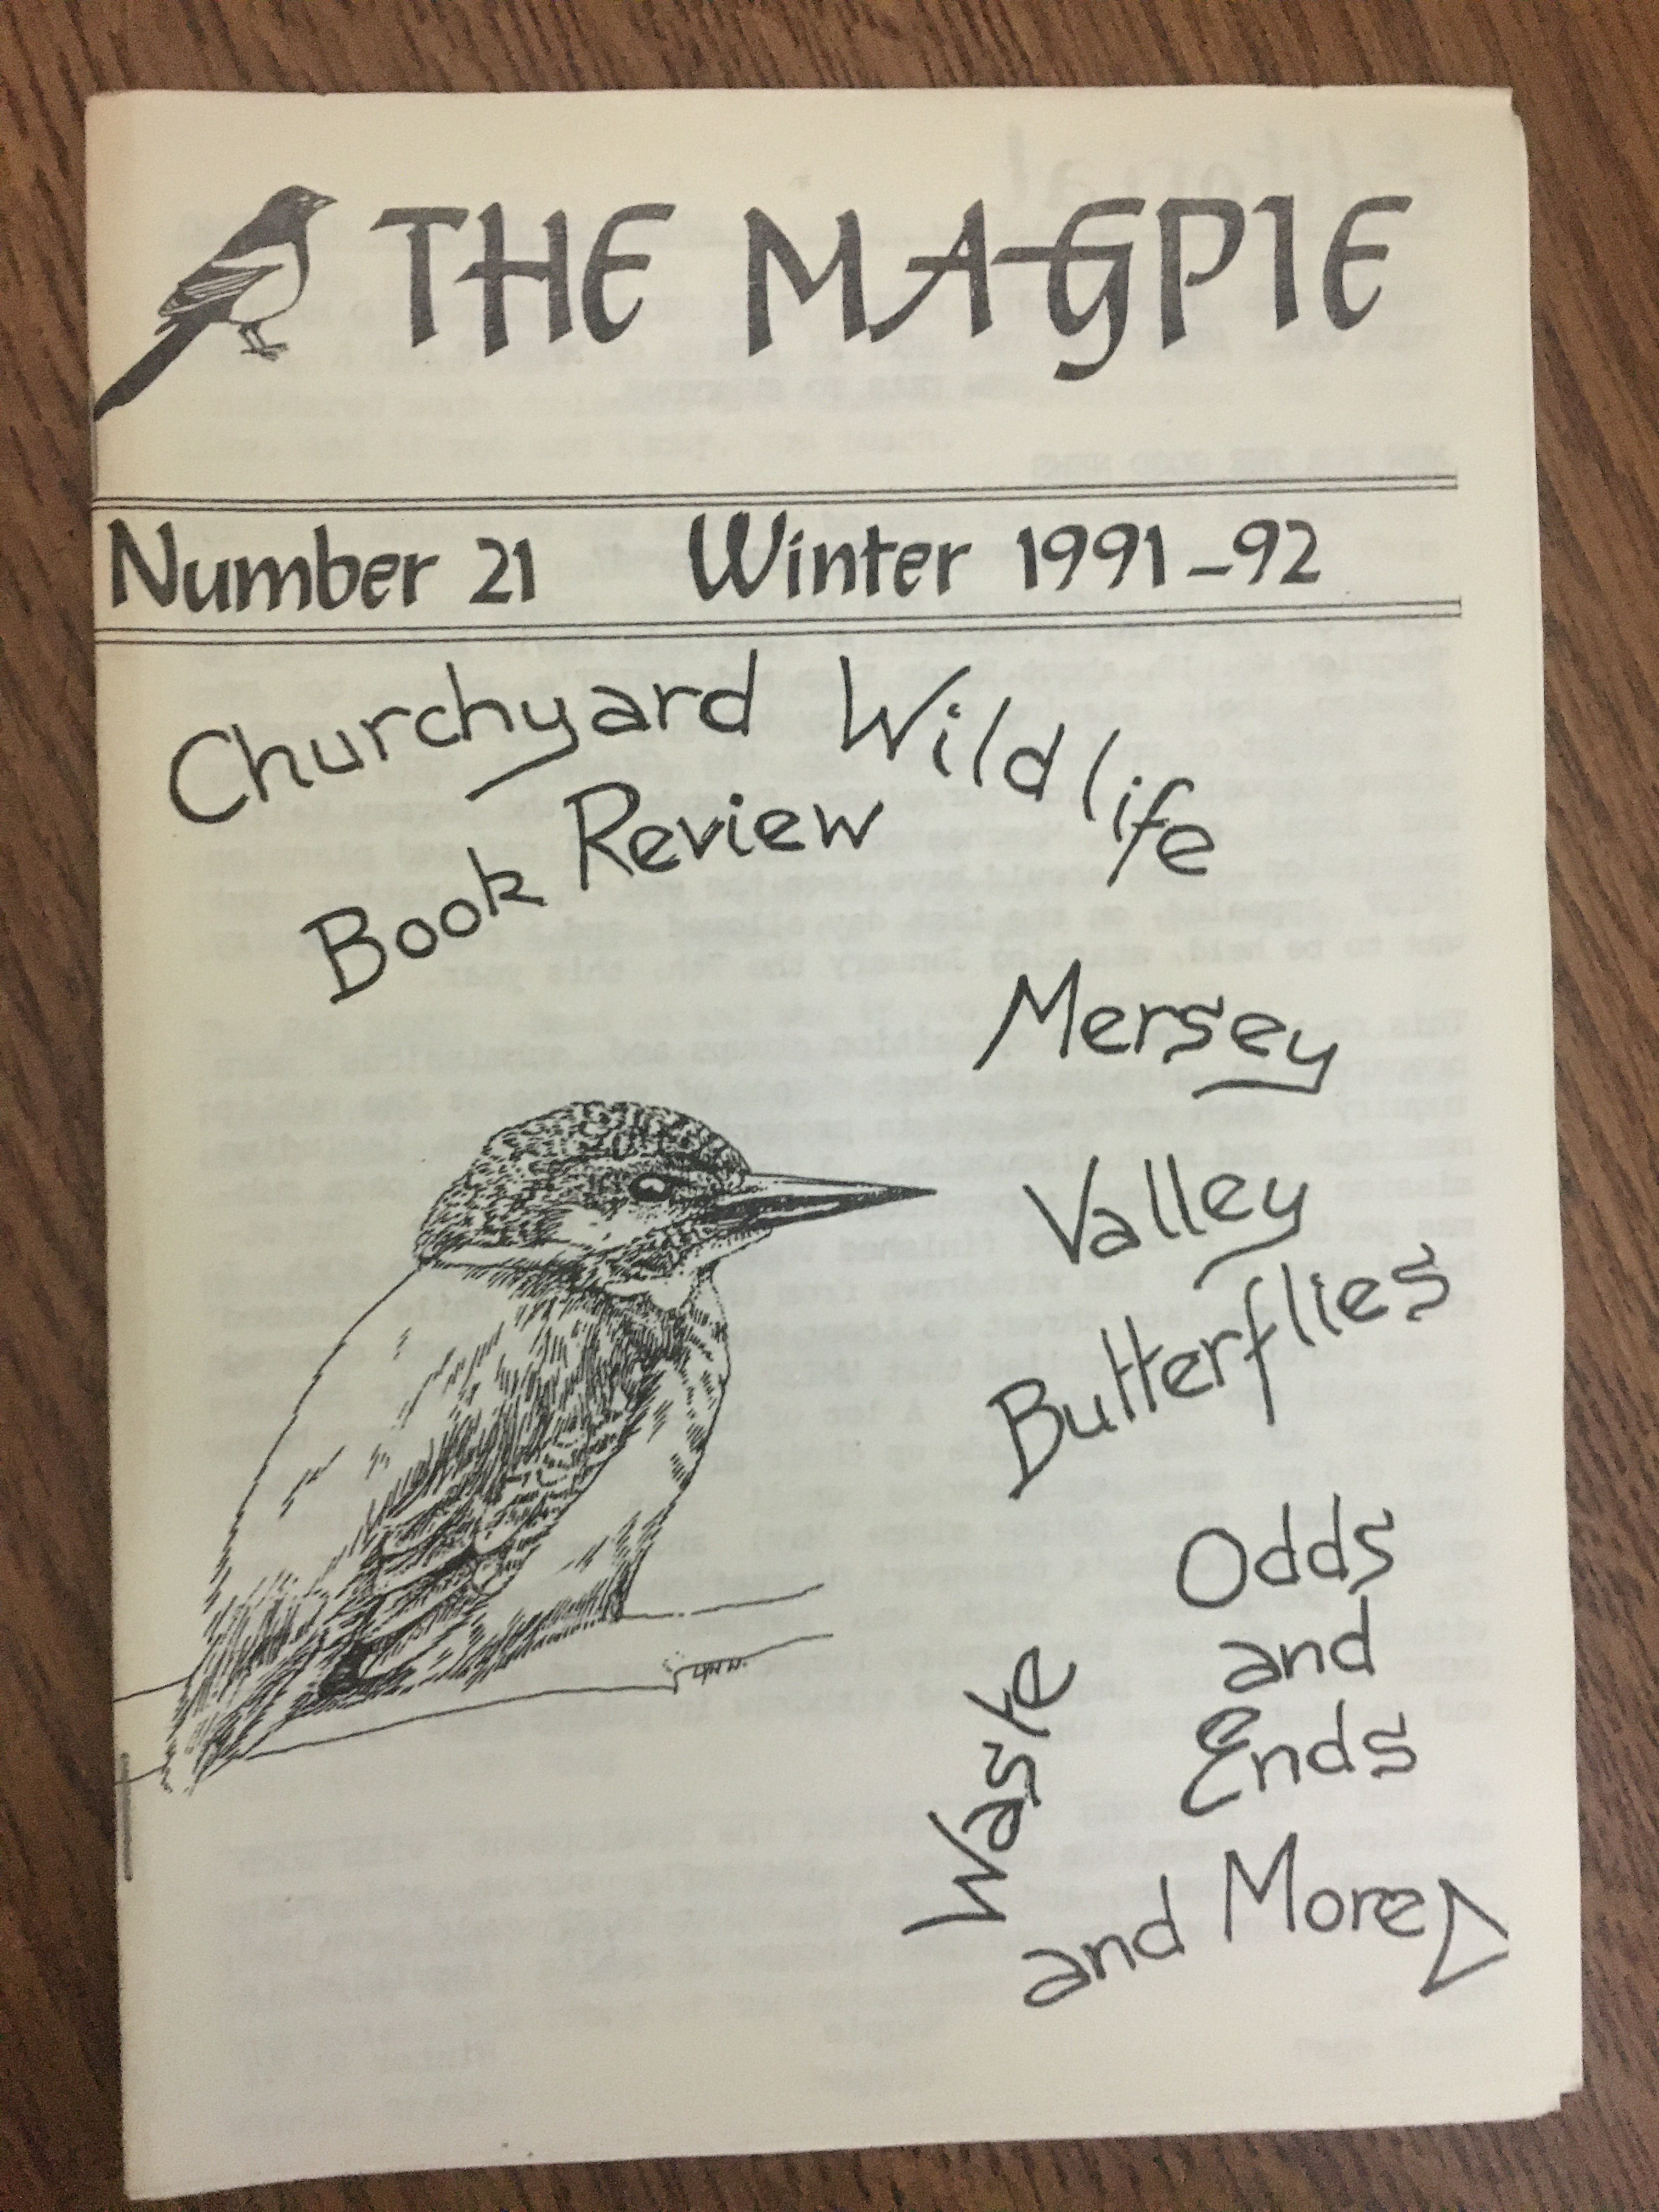 THE MAGPIE
Number 21 Winter 1991-92
Churchyard Wildlife
Book Review
Mersey
Valley
Butterflies
Odds
and
Ends
Waste
and More